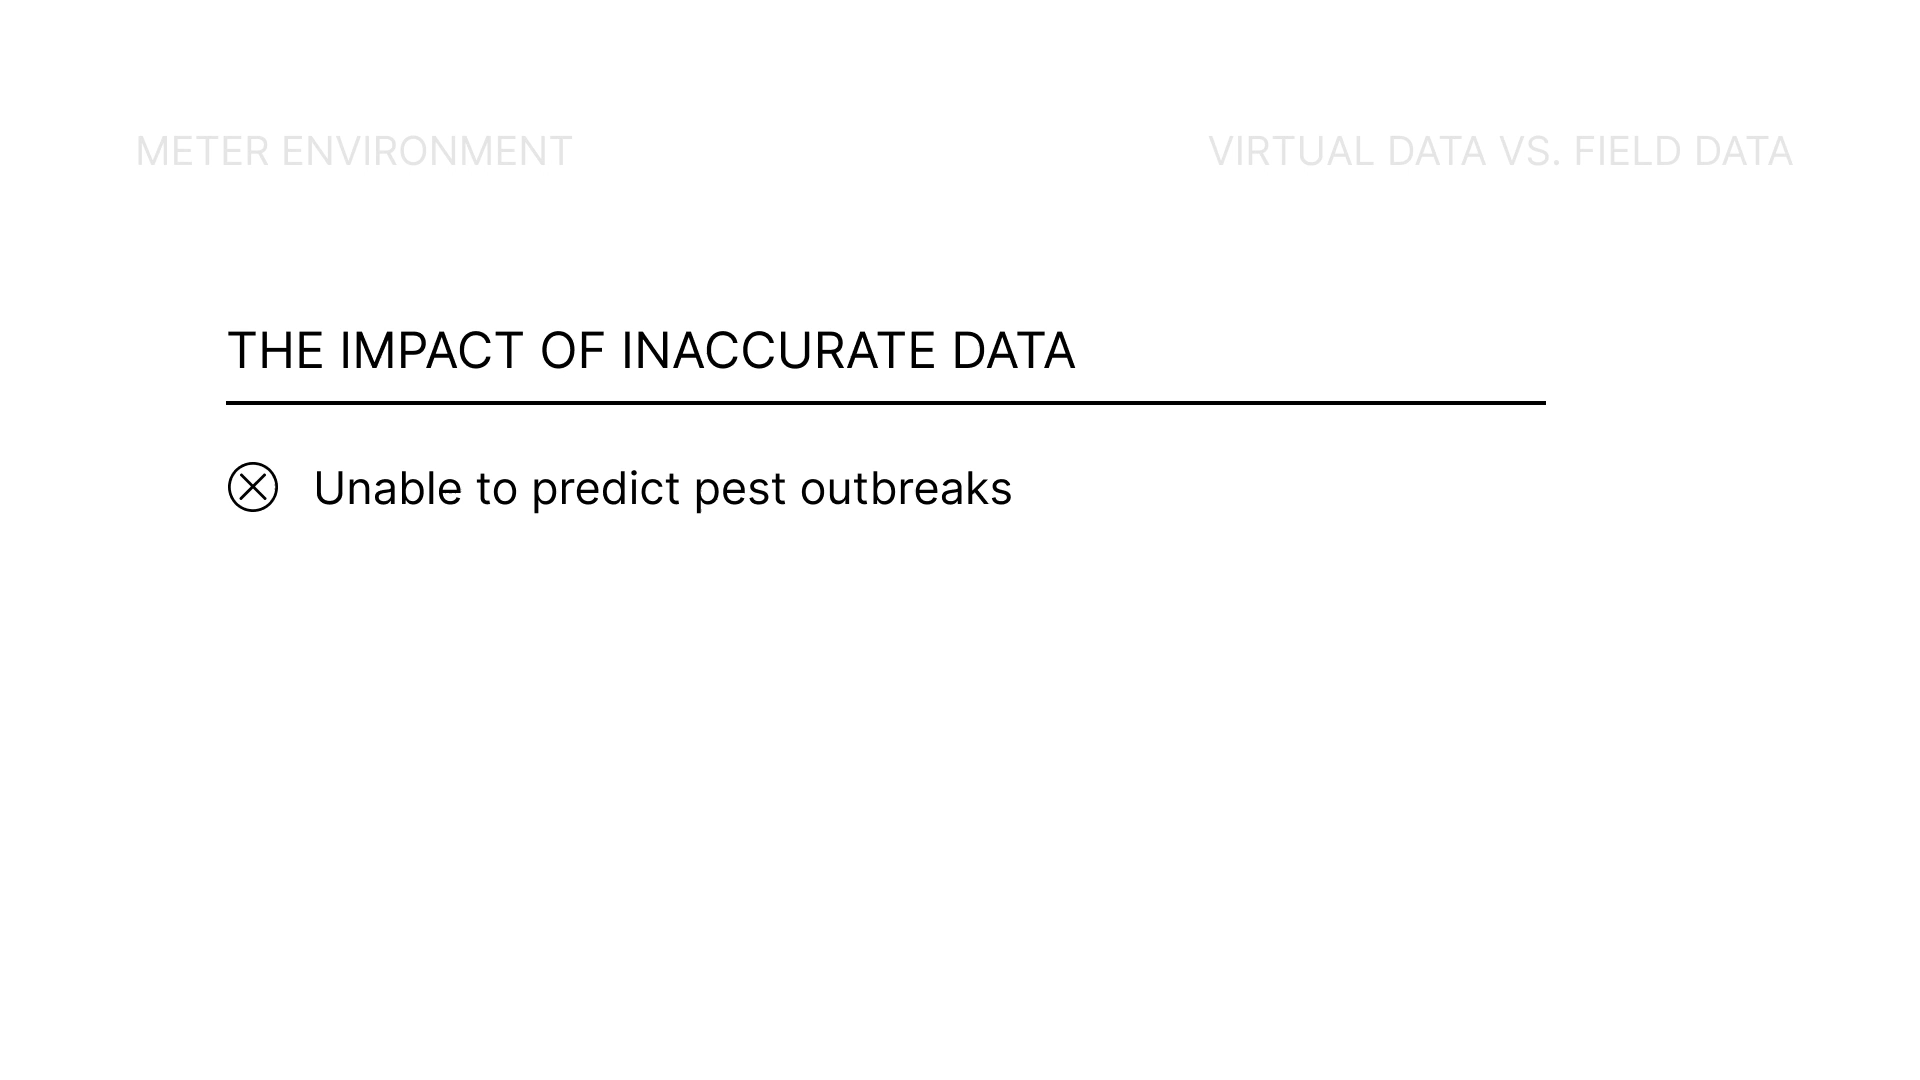 METER ENVIRONMENT
VIRTUAL DATA VS. FIELD DATA
THE IMPACT OF INACCURATE DATA
Unable to predict pest outbreaks